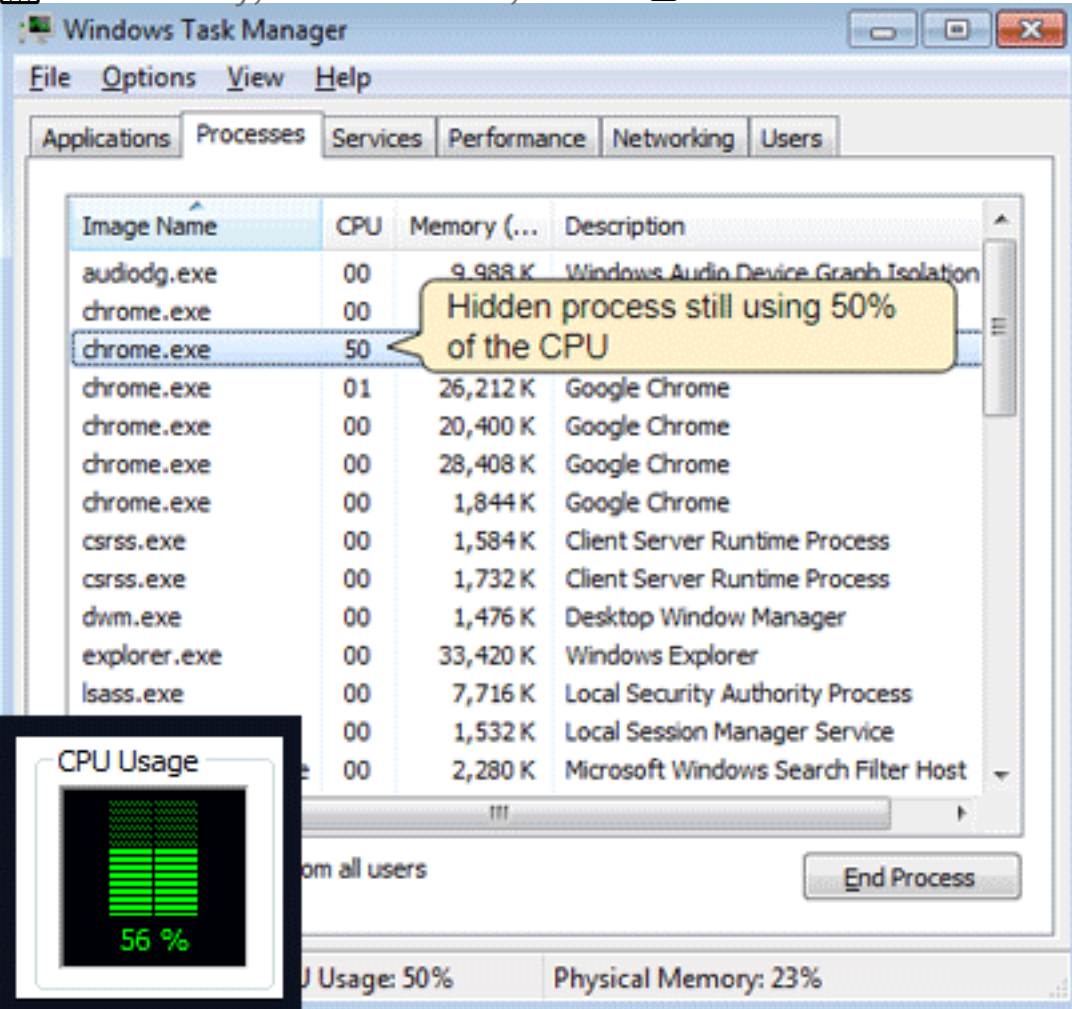 Windows Task Manager
File Options View Help
Applications Processes Services Performance Networking Users
Image Name CPU Memory (... Description
audiodg.exe 00 9,988 K Windows Audio Device Graph Isolation
chrome.exe 00
Hidden process still using 50%
of the CPU
chrome.exe 50
chrome.exe 01 26,212 K Google Chrome
chrome.exe 00 20,400 K Google Chrome
chrome.exe 00 28,408 K Google Chrome
chrome.exe 00 1,844 K Google Chrome
csrss.exe 00 1,584 K Client Server Runtime Process
csrss.exe 00 1,732 K Client Server Runtime Process
dwm.exe 00 1,476 K Desktop Window Manager
explorer.exe 00 33,420 K Windows Explorer
lsass.exe 00 7,716 K Local Security Authority Process
00 1,532 K Local Session Manager Service
00 2,280 K Microsoft Windows Search Filter Host
CPU Usage
56 %
om all users
End Process
Usage: 50% Physical Memory: 23%